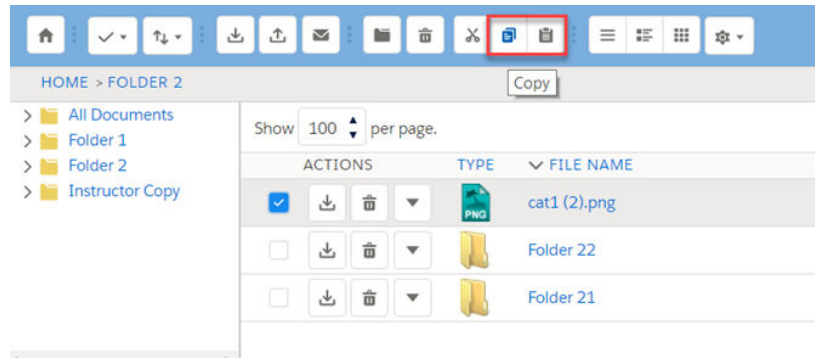 Copy
HOME > FOLDER 2
All Documents
Folder 1
Folder 2
Instructor Copy
Show 100 per page.
ACTIONS TYPE FILE NAME
PNG cat1 (2).png
Folder 22
Folder 21